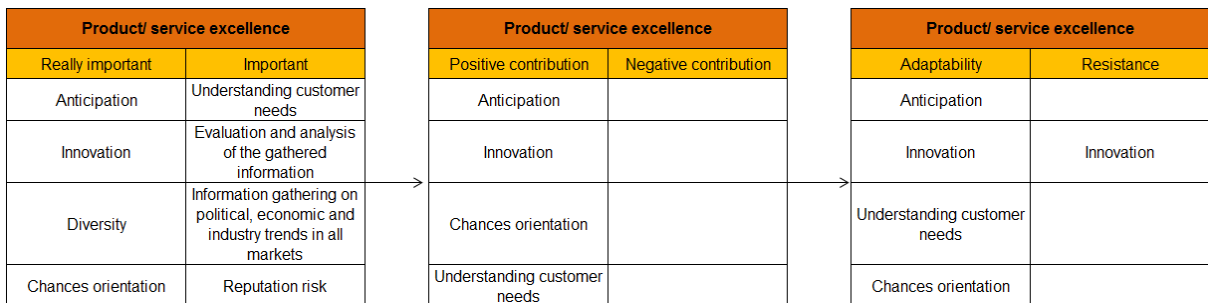 Product/ service excellence
Really important
Important
Anticipation
Understanding customer
needs
Innovation
Evaluation and analysis
of the gathered
information
Diversity
Information gathering on
political, economic and
industry trends in all
markets
Chances orientation
Reputation risk
Product/ service excellence
Positive contribution
Negative contribution
Anticipation
Innovation
Chances orientation
Understanding customer
needs
Product/ service excellence
Adaptability
Resistance
Anticipation
Innovation
Innovation
Understanding customer
needs
Chances orientation